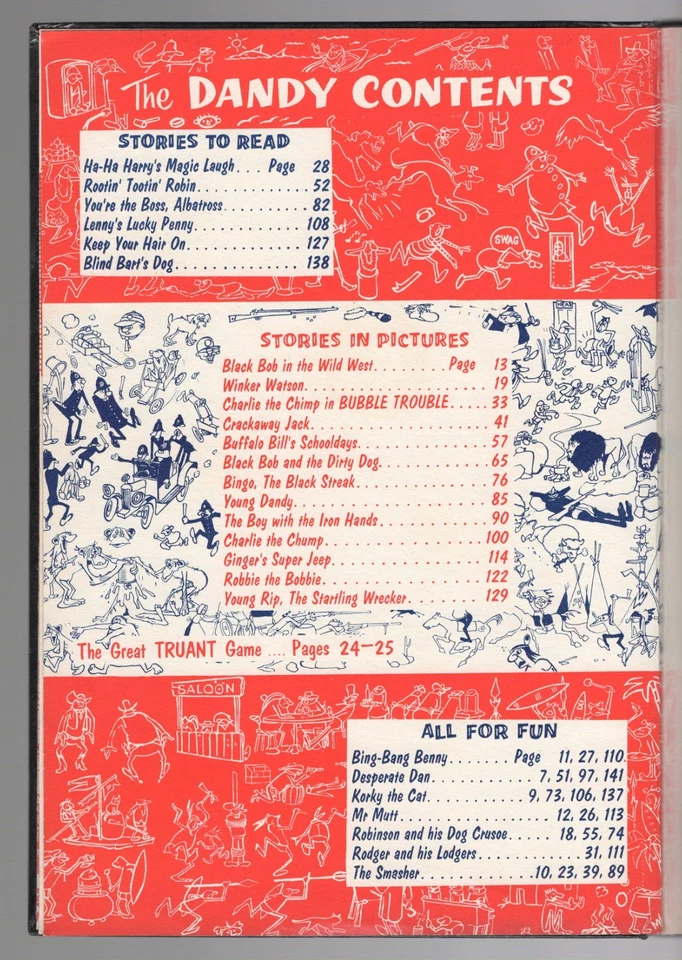 The DANDY CONTENTS
STORIES TO READ
Ha-Ha Harry's Magic Laugh . . . Page 28
Rootin' Tootin' Robin . . . . . . . . . . . . . . 52
You're the Boss, Albatross . . . . . . . . . . . 82
Lenny's Lucky Penny . . . . . . . . . . . . . . 108
Keep Your Hair On . . . . . . . . . . . . . . . 127
Blind Bart's Dog . . . . . . . . . . . . . . . . . 138
SWAG
STORIES IN PICTURES
Black Bob in the Wild West . . . . . . . . . Page 13
Winker Watson . . . . . . . . . . . . . . . . . . . . . . 19
Charlie the Chimp in BUBBLE TROUBLE . . . . . 33
Crackaway Jack . . . . . . . . . . . . . . . . . . . . . 41
Buffalo Bill's Schooldays . . . . . . . . . . . . . . . 57
Black Bob and the Dirty Dog . . . . . . . . . . . . 65
Bingo, The Black Streak . . . . . . . . . . . . . . . 76
Young Dandy . . . . . . . . . . . . . . . . . . . . . . . 85
The Boy with the Iron Hands . . . . . . . . . . . . 90
Charlie the Chump . . . . . . . . . . . . . . . . . . 100
Ginger's Super Jeep . . . . . . . . . . . . . . . . . 114
Robbie the Bobbie . . . . . . . . . . . . . . . . . . 122
Young Rip, The Startling Wrecker . . . . . . . . 129
The Great TRUANT Game .... Pages 24–25
SALOON
ALL FOR FUN
Bing-Bang Benny . . . . . . . Page 11, 27, 110
Desperate Dan . . . . . . . . . . . . 7, 51, 97, 141
Korky the Cat . . . . . . . . . . . 9, 73, 106, 137
Mr Mutt . . . . . . . . . . . . . . . . . 12, 26, 113
Robinson and his Dog Crusoe . . . . . 18, 55, 74
Rodger and his Lodgers . . . . . . . . . . . 31, 111
The Smasher . . . . . . . . . . . . . 10, 23, 39, 89